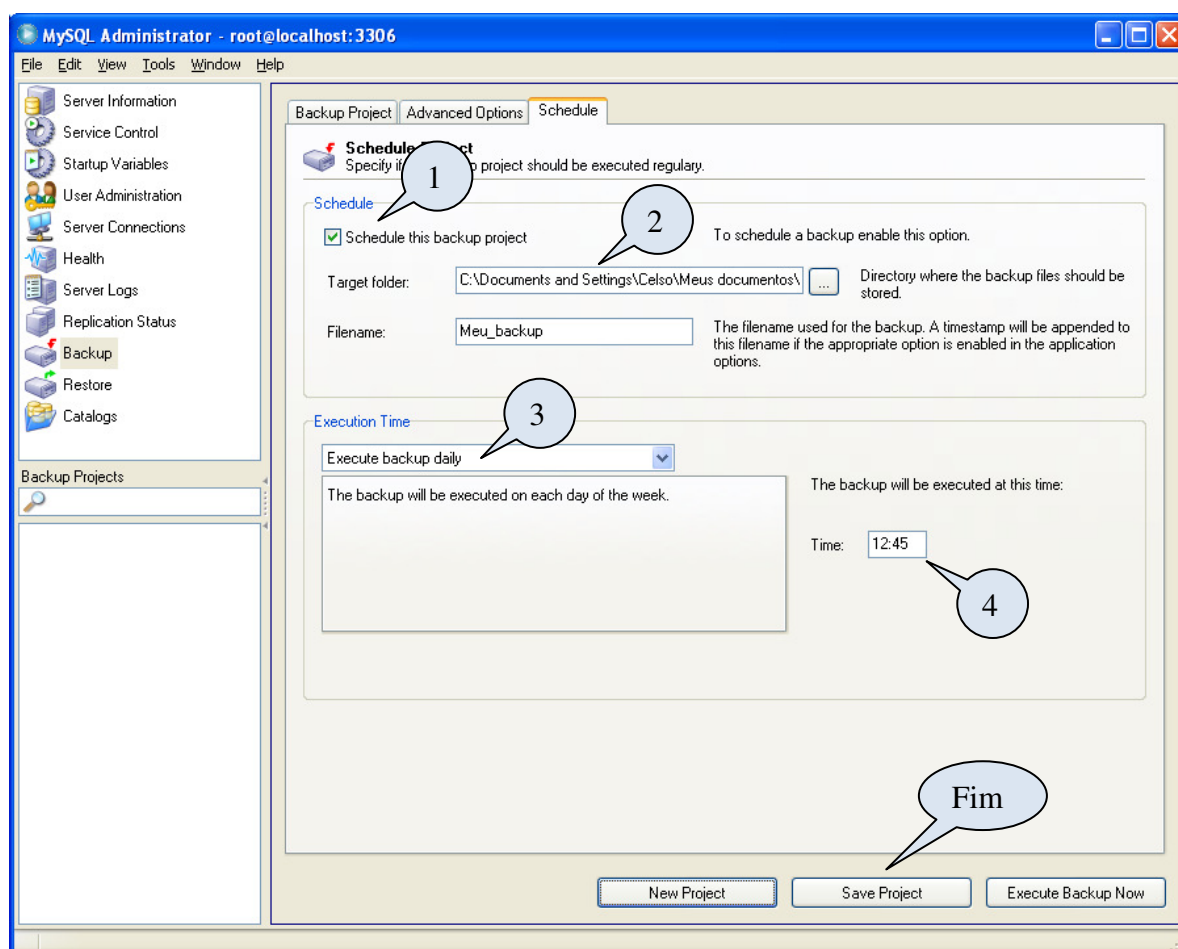 MySQL Administrator - root@localhost:3306
File Edit View Tools Window Help
Server Information
Service Control
Startup Variables
User Administration
Server Connections
Health
Server Logs
Replication Status
Backup
Restore
Catalogs
Backup Projects
Backup Project Advanced Options Schedule
Schedule
Specify if project should be executed regulary.
1
Schedule
Schedule this backup project
2
To schedule a backup enable this option.
Target folder:
C:\Documents and Settings\Celso\Meus documentos\
...
Directory where the backup files should be
stored.
Filename:
Meu_backup
The filename used for the backup. A timestamp will be appended to
this filename if the appropriate option is enabled in the application
options.
Execution Time
3
Execute backup daily
The backup will be executed on each day of the week.
The backup will be executed at this time:
Time:
12:45
4
Fim
New Project
Save Project
Execute Backup Now